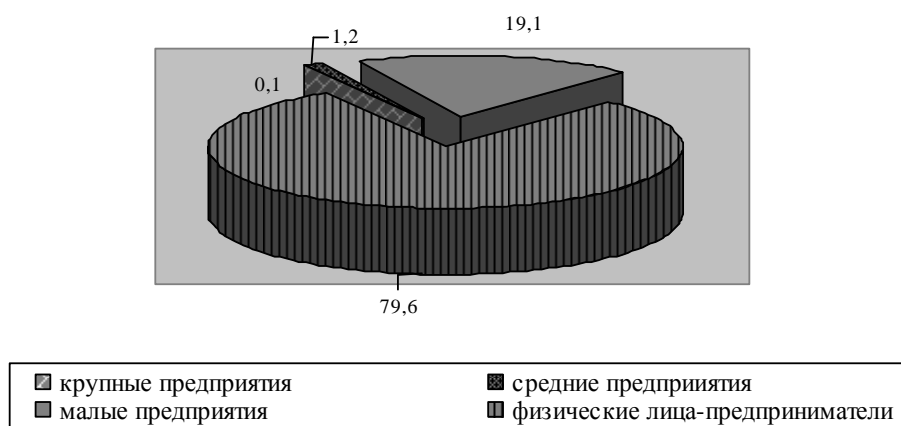 19,1
1,2
0,1
79,6
крупные предприятия
средние предприиятия
малые предприятия
физические лица-предприниматели